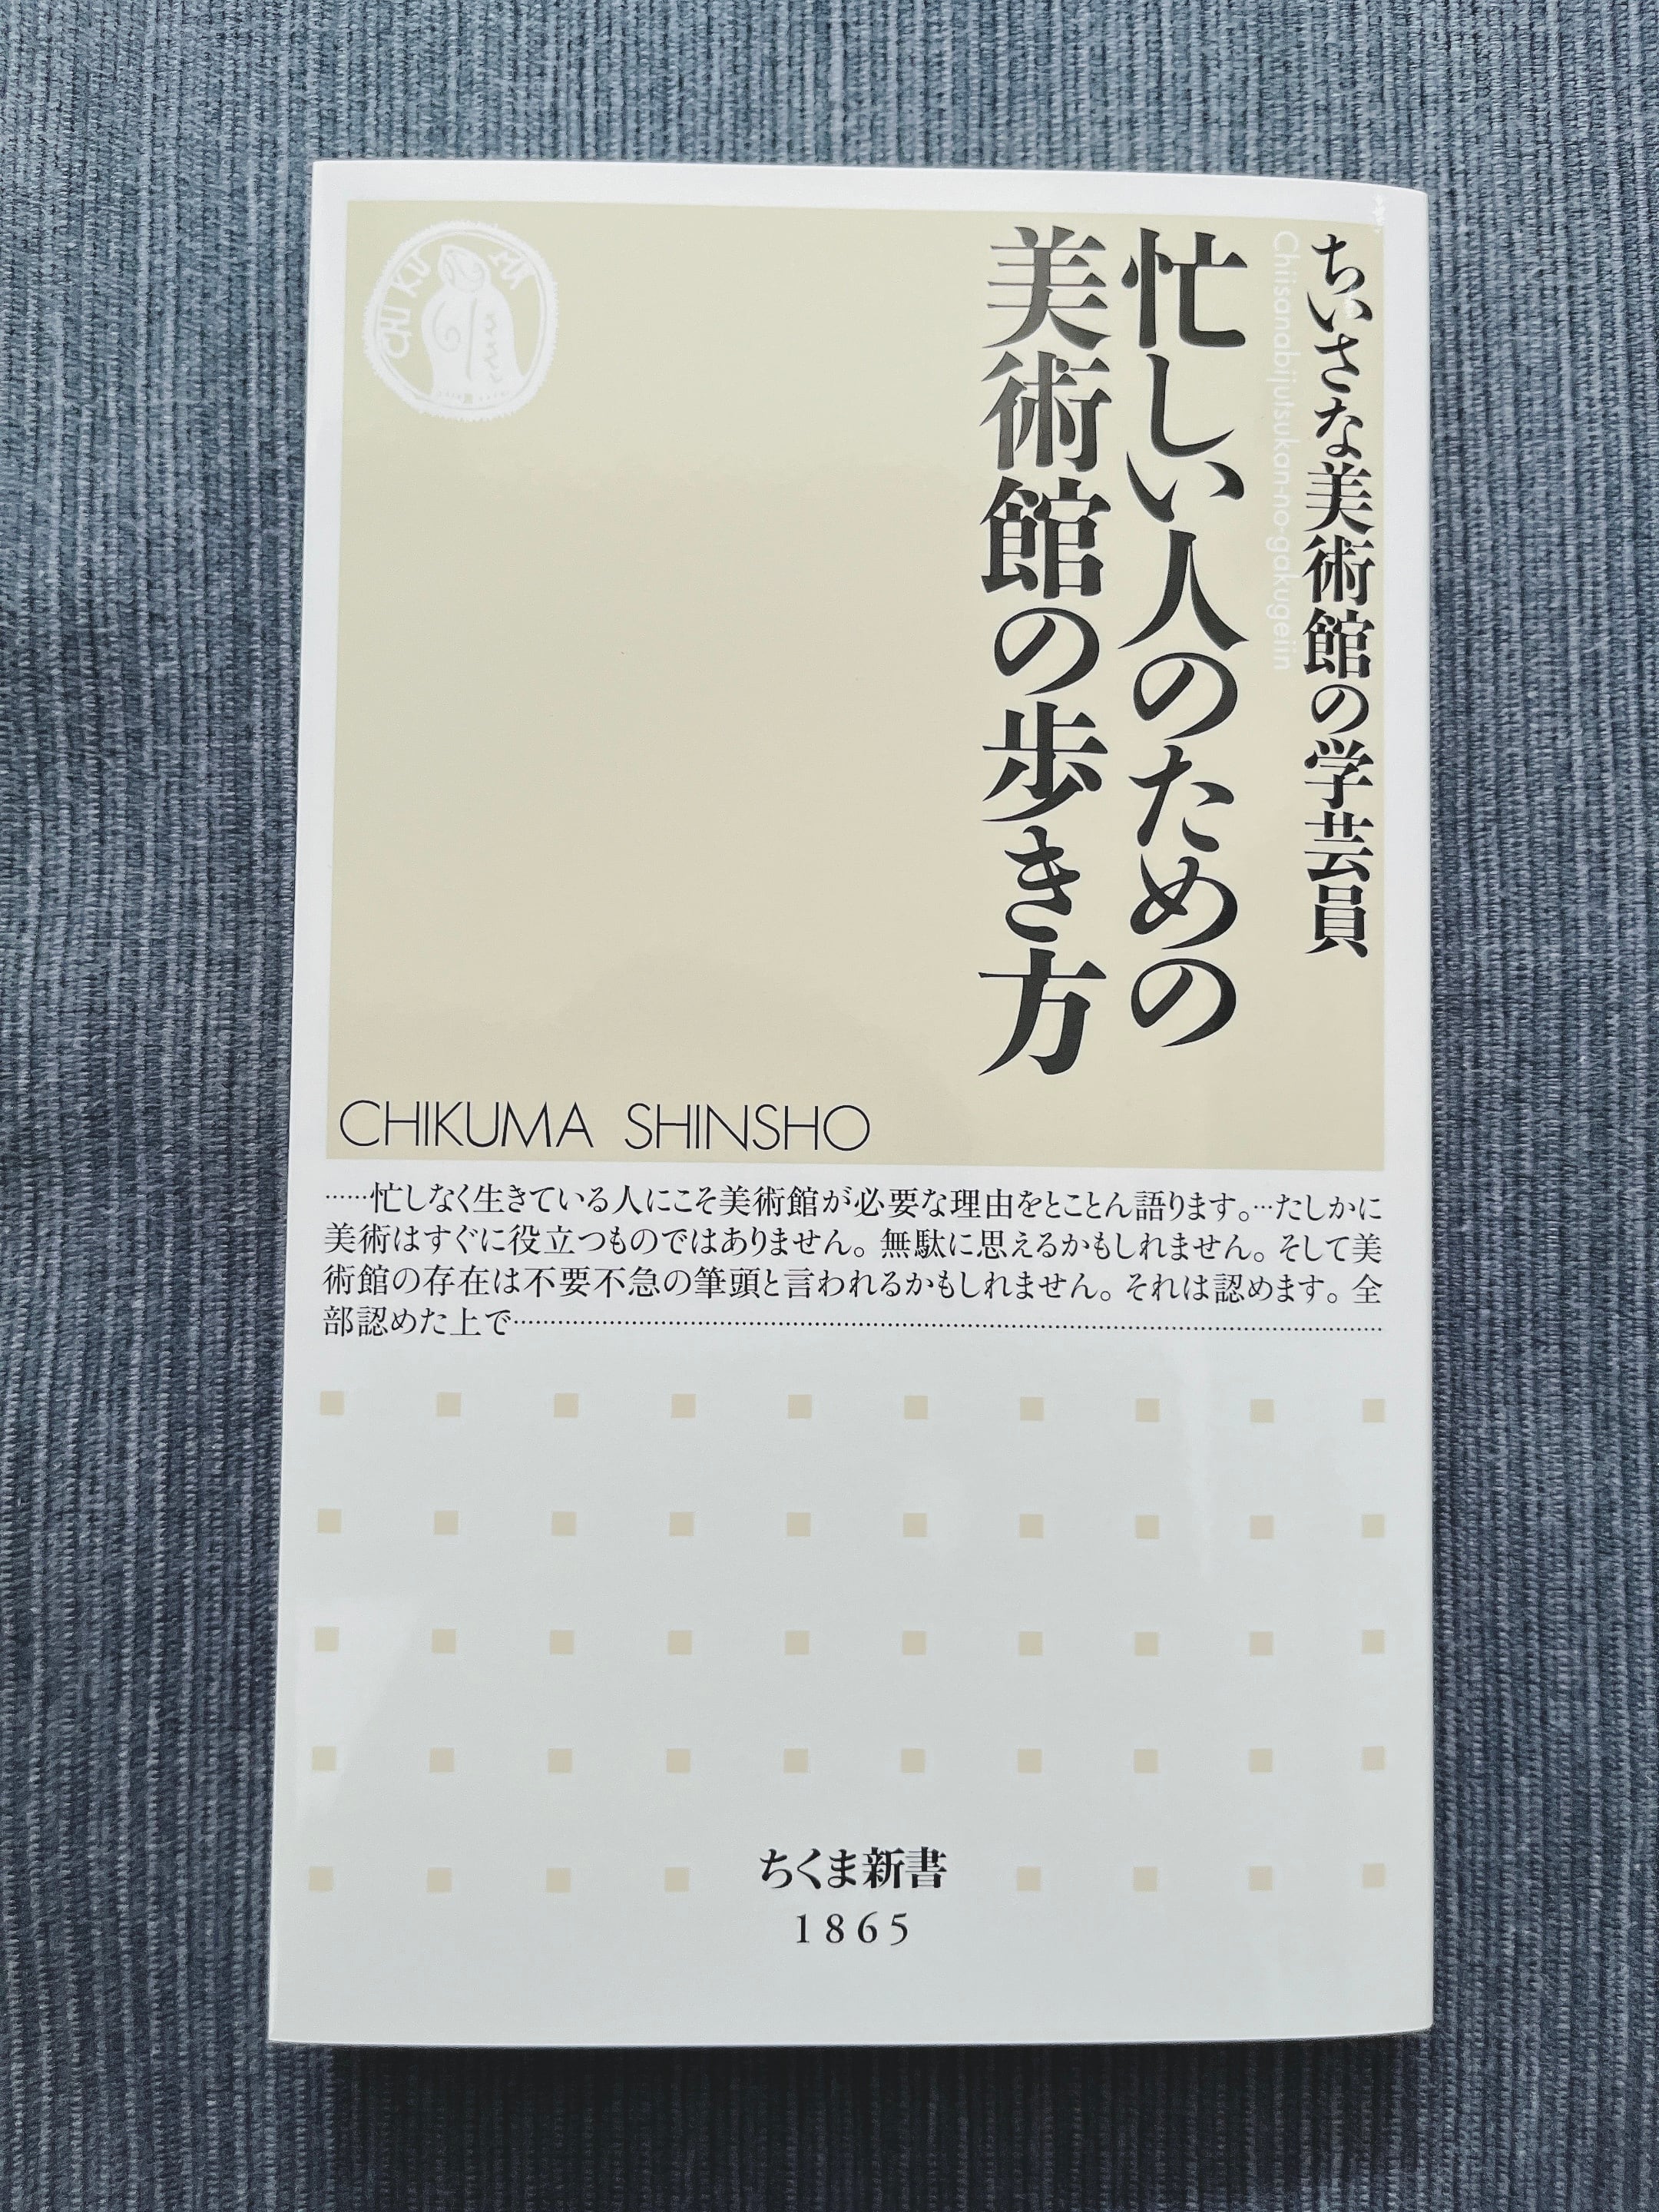 ちいさな美術館の学芸員
Chiisanabijutsukan-no-gakugeiin
忙しい人のための
美術館の歩き方
CHIKUMA
CHIKUMA SHINSHO
……忙しなく生きている人にこそ美術館が必要な理由をとことん語ります。…たしかに
美術はすぐに役立つものではありません。無駄に思えるかもしれません。そして美
術館の存在は不要不急の筆頭と言われるかもしれません。それは認めます。全
部認めた上で……………………………………………………………………
ちくま新書
1865